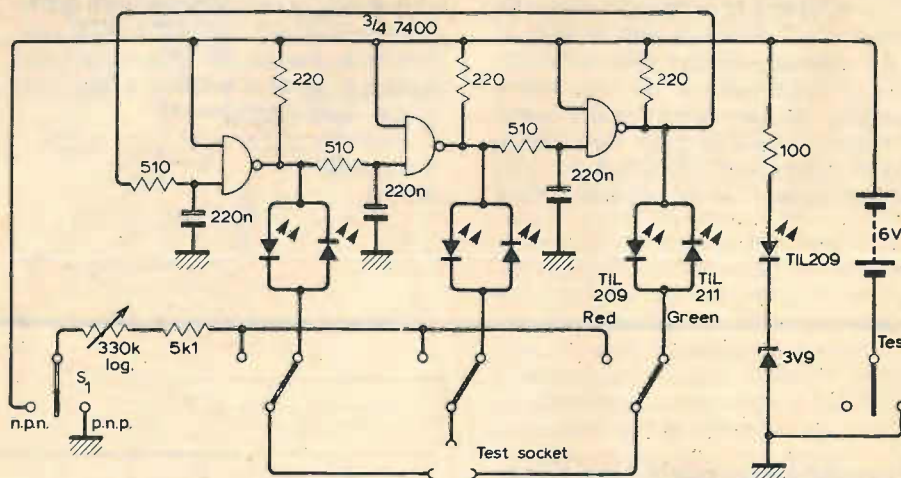 3/4 7400
220
220
220
510
510
510
100
220n
220n
220n
6V
TIL209
TIL
209
TIL
211
Red
Green
3V9
Test
330k
log.
5k1
S1
n.p.n.
p.n.p.
Test socket